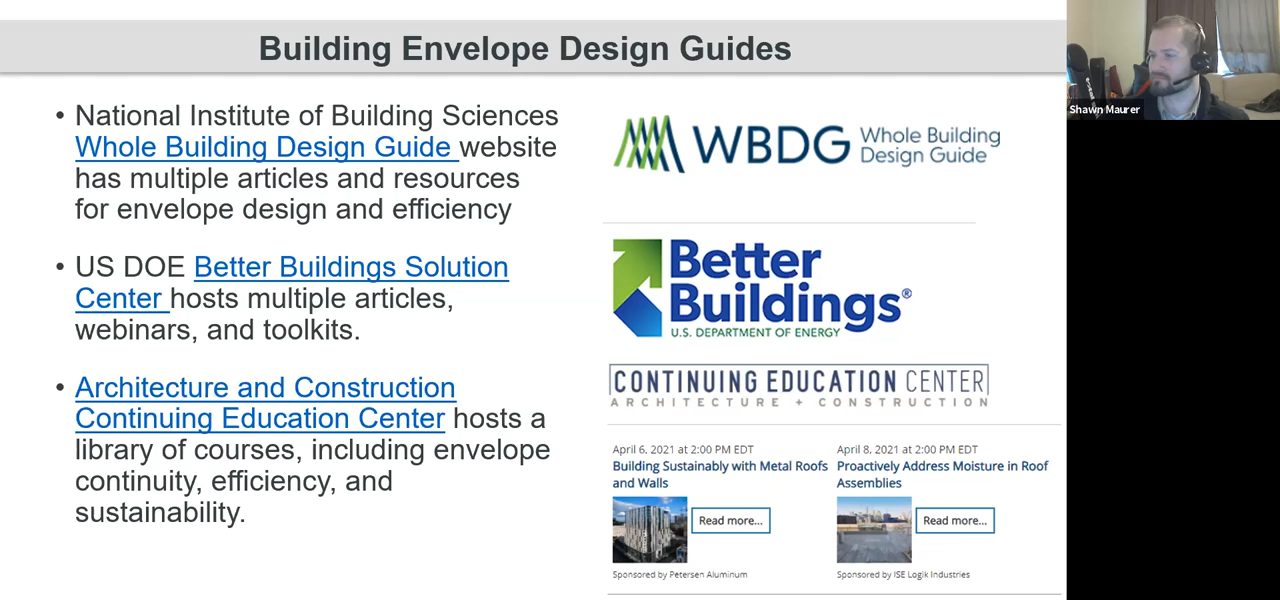 Building Envelope Design Guides
• National Institute of Building Sciences
Whole Building Design Guide website
has multiple articles and resources
for envelope design and efficiency
• US DOE Better Buildings Solution
Center hosts multiple articles,
webinars, and toolkits.
• Architecture and Construction
Continuing Education Center hosts a
library of courses, including envelope
continuity, efficiency, and
sustainability.
WBDG Whole Building
Design Guide
Better
Buildings®
U.S. DEPARTMENT OF ENERGY
CONTINUING EDUCATION CENTER
ARCHITECTURE + CONSTRUCTION
April 6, 2021 at 2:00 PM EDT
Building Sustainably with Metal Roofs
and Walls
Read more...
Sponsored by Petersen Aluminum
April 8, 2021 at 2:00 PM EDT
Proactively Address Moisture in Roof
Assemblies
Read more...
Sponsored by ISE Logik Industries
Shawn Maurer